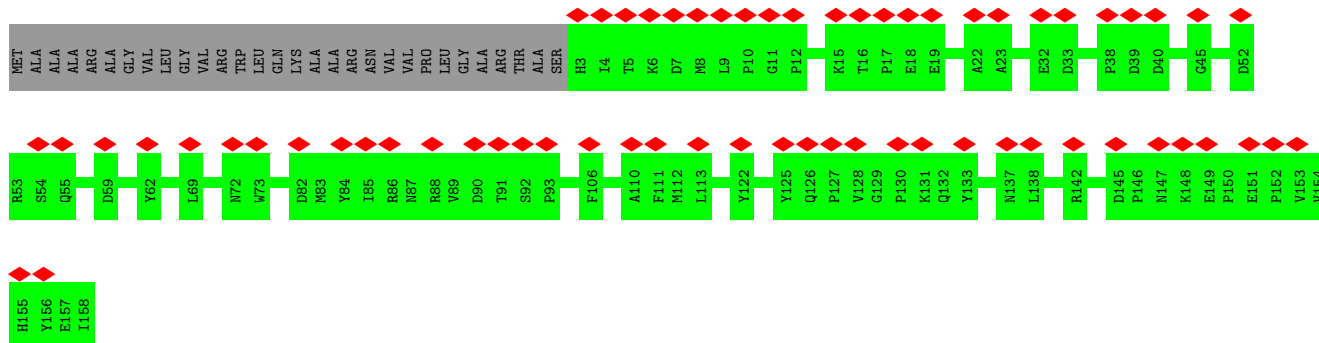 MET ALA ALA ALA ARG ALA GLY VAL LEU GLY VAL ARG TRP LEU GLN LYS ALA ALA ARG ASN VAL VAL PRO LEU GLY ALA ARG THR ALA SER H3 I4 T5 K6 D7 M8 L9 P10 G11 P12 K15 T16 P17 E18 E19 A22 A23 E32 D33 P38 D39 D40 G45 D52
R53 S54 Q55 D59 Y62 L69 N72 W73 D82 M83 Y84 I85 R86 N87 R88 V89 D90 T91 S92 P93 F106 A110 F111 M112 L113 Y122 Y125 Q126 P127 V128 G129 P130 K131 Q132 Y133 N137 L138 R142 D145 P146 N147 K148 E149 P150 E151 P152 V153 V154
H155 Y156 E157 I158